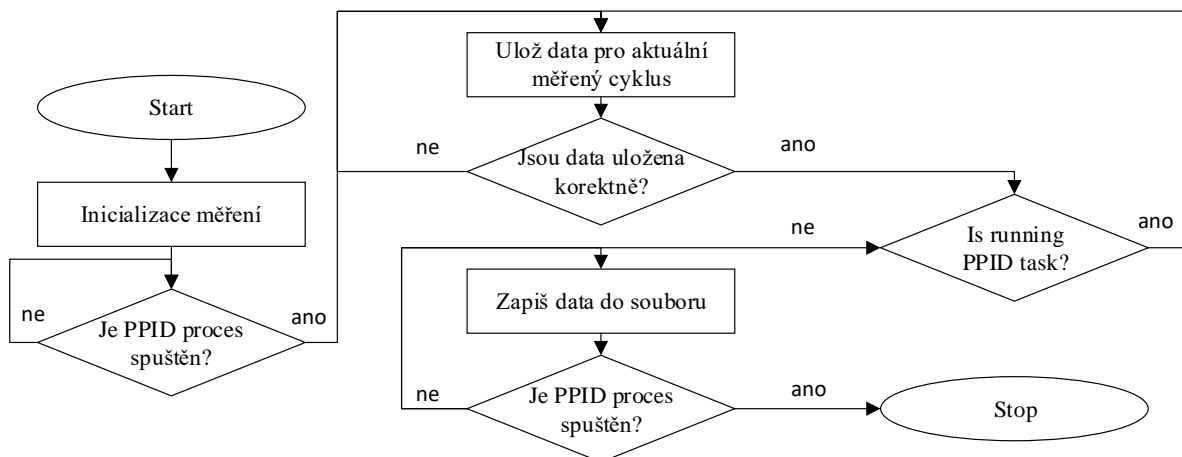 Start
Inicializace měření
ne
Je PPID proces
spuštěn?
ano
Ulož data pro aktuální
měřený cyklus
ne
Jsou data uložena
korektně?
ano
Is running
PPID task?
ano
ne
Zapiš data do souboru
ne
Je PPID proces
spuštěn?
ano
Stop